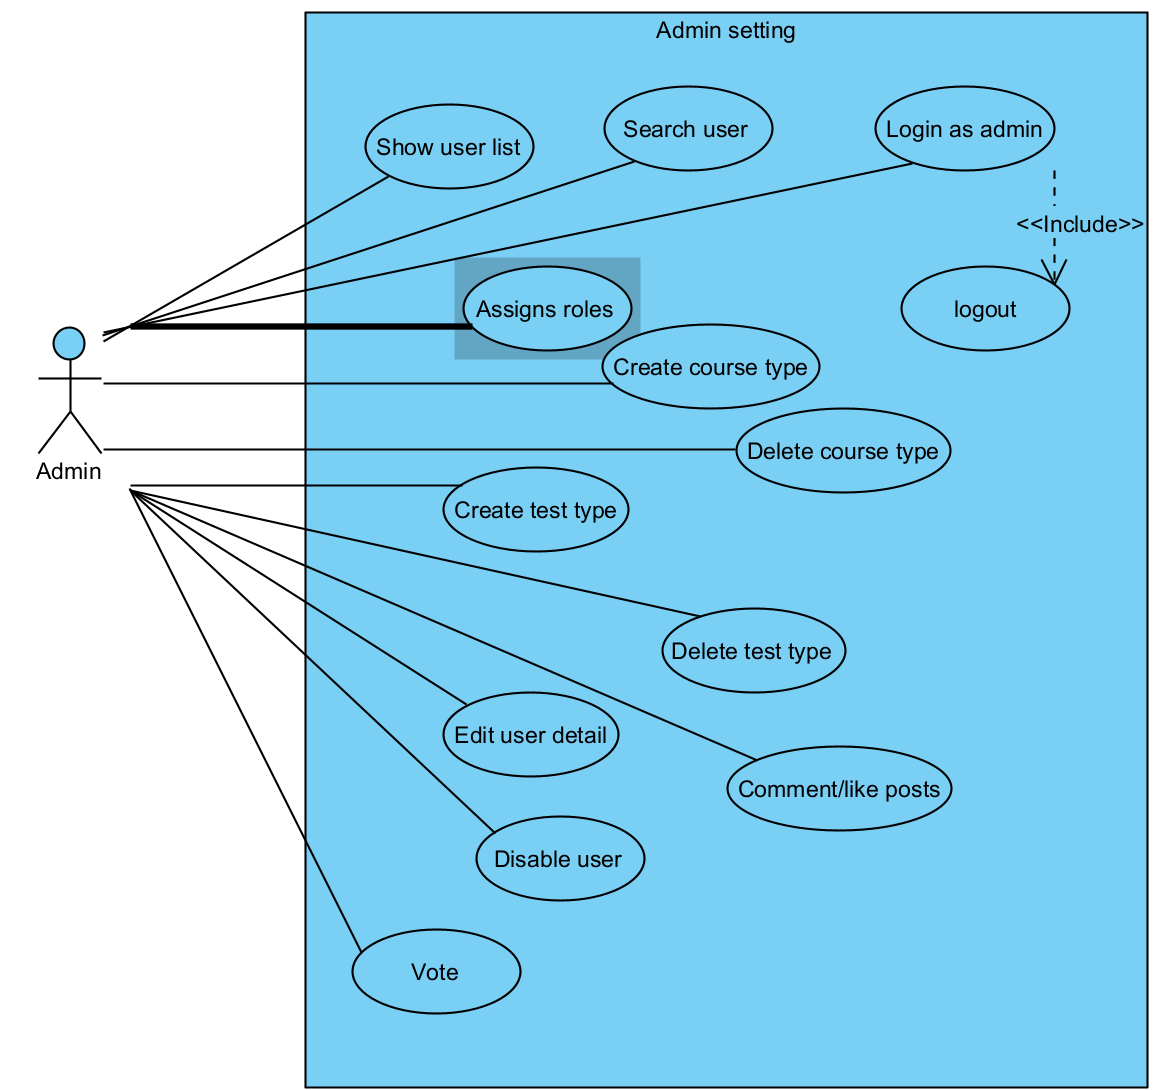 Admin setting
Show user list
Search user
Login as admin
<<Include>>
Assigns roles
logout
Create course type
Delete course type
Admin
Create test type
Delete test type
Edit user detail
Comment/like posts
Disable user
Vote